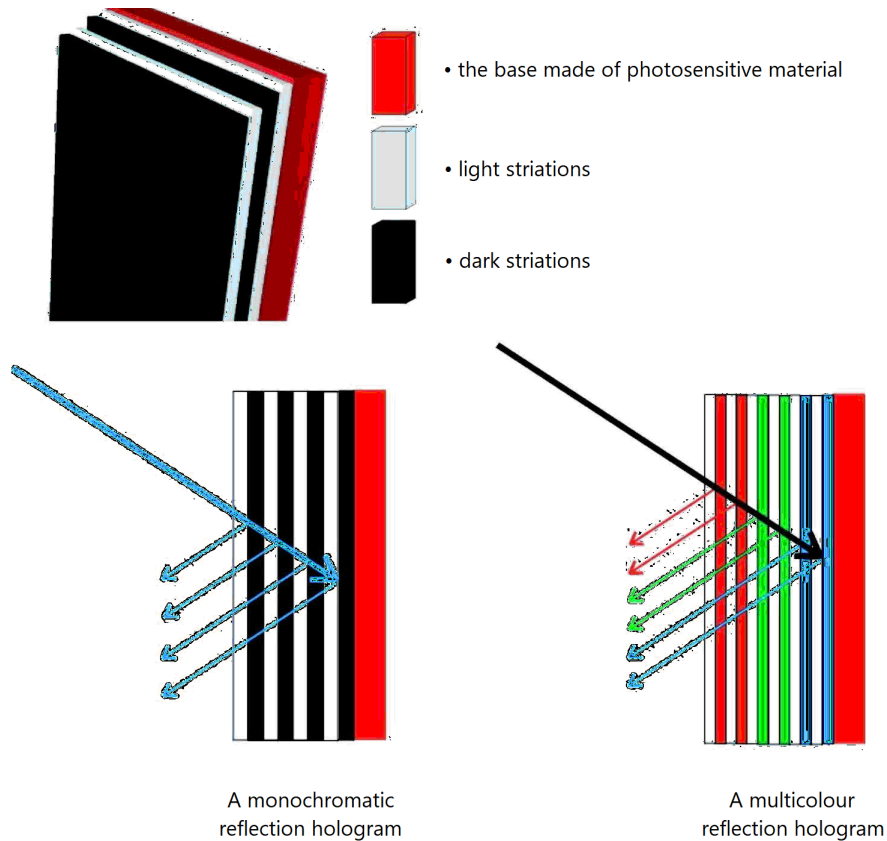 • the base made of photosensitive material
• light striations
• dark striations
A monochromatic
reflection hologram
A multicolour
reflection hologram